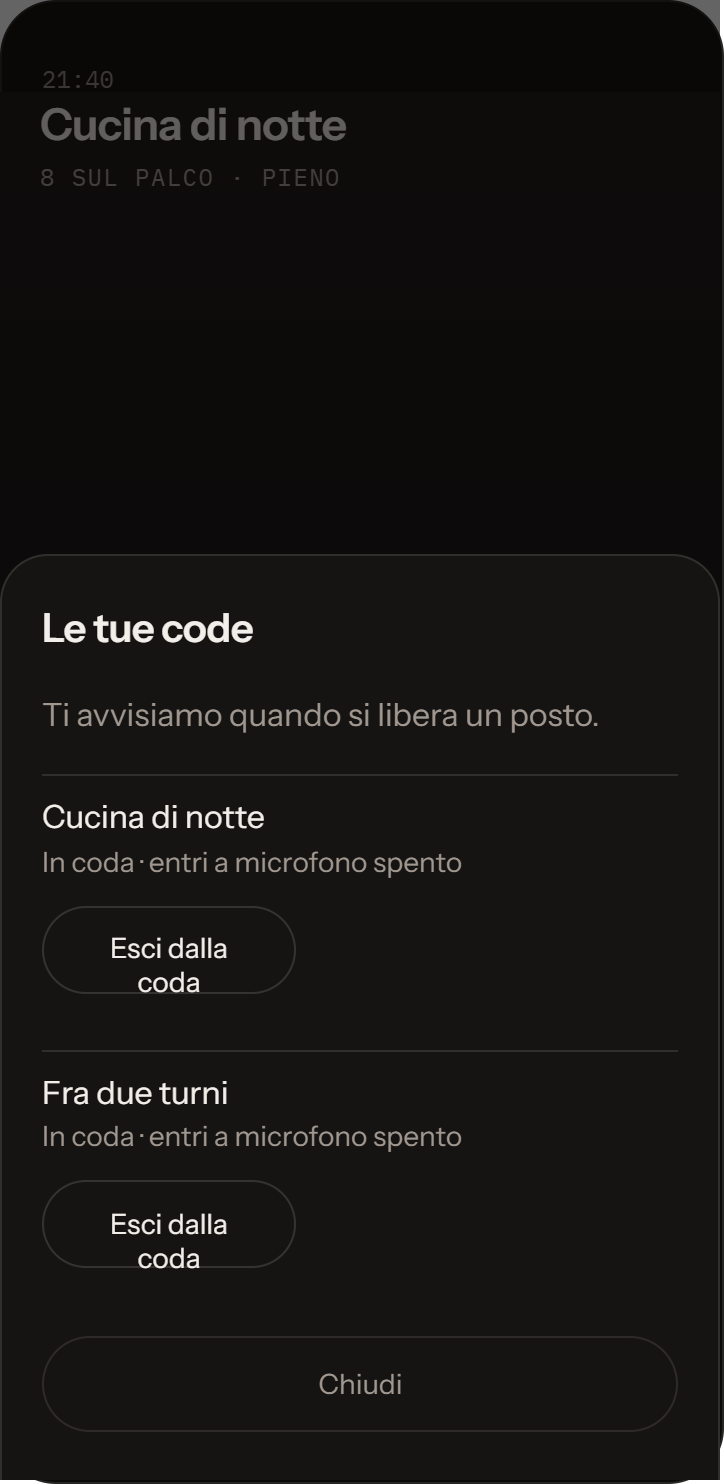 21:40
Cucina di notte
8 SUL PALCO · PIENO
Le tue code
Ti avvisiamo quando si libera un posto.
Cucina di notte
In coda · entri a microfono spento
Esci dalla
coda
Fra due turni
In coda · entri a microfono spento
Esci dalla
coda
Chiudi